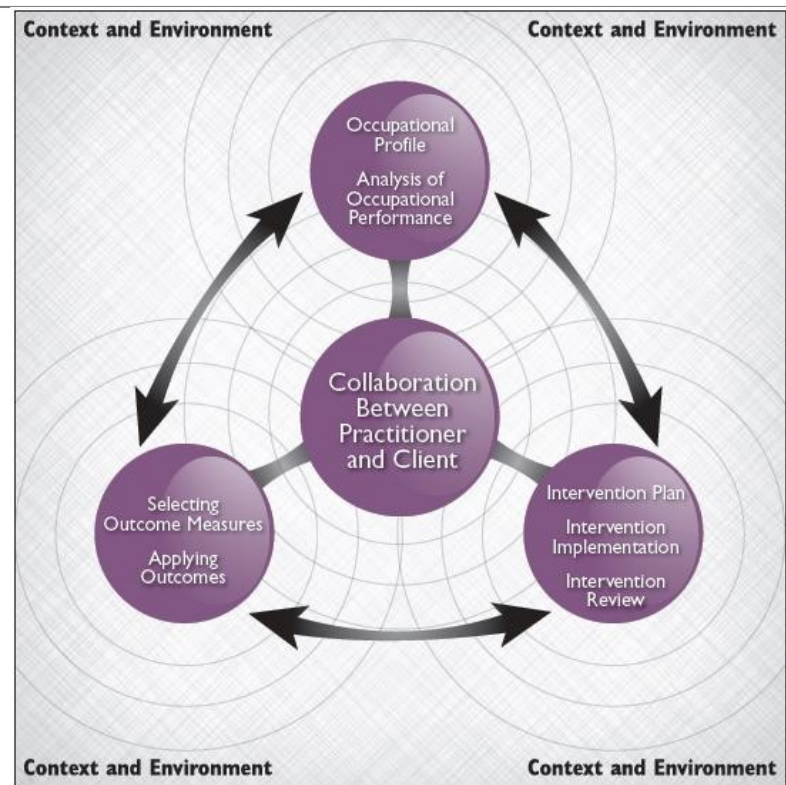 Context and Environment
Context and Environment
Occupational
Profile
Analysis of
Occupational
Performance
Collaboration
Between
Practitioner
and Client
Selecting
Outcome Measures
Applying
Outcomes
Intervention Plan
Intervention
Implementation
Intervention
Review
Context and Environment
Context and Environment